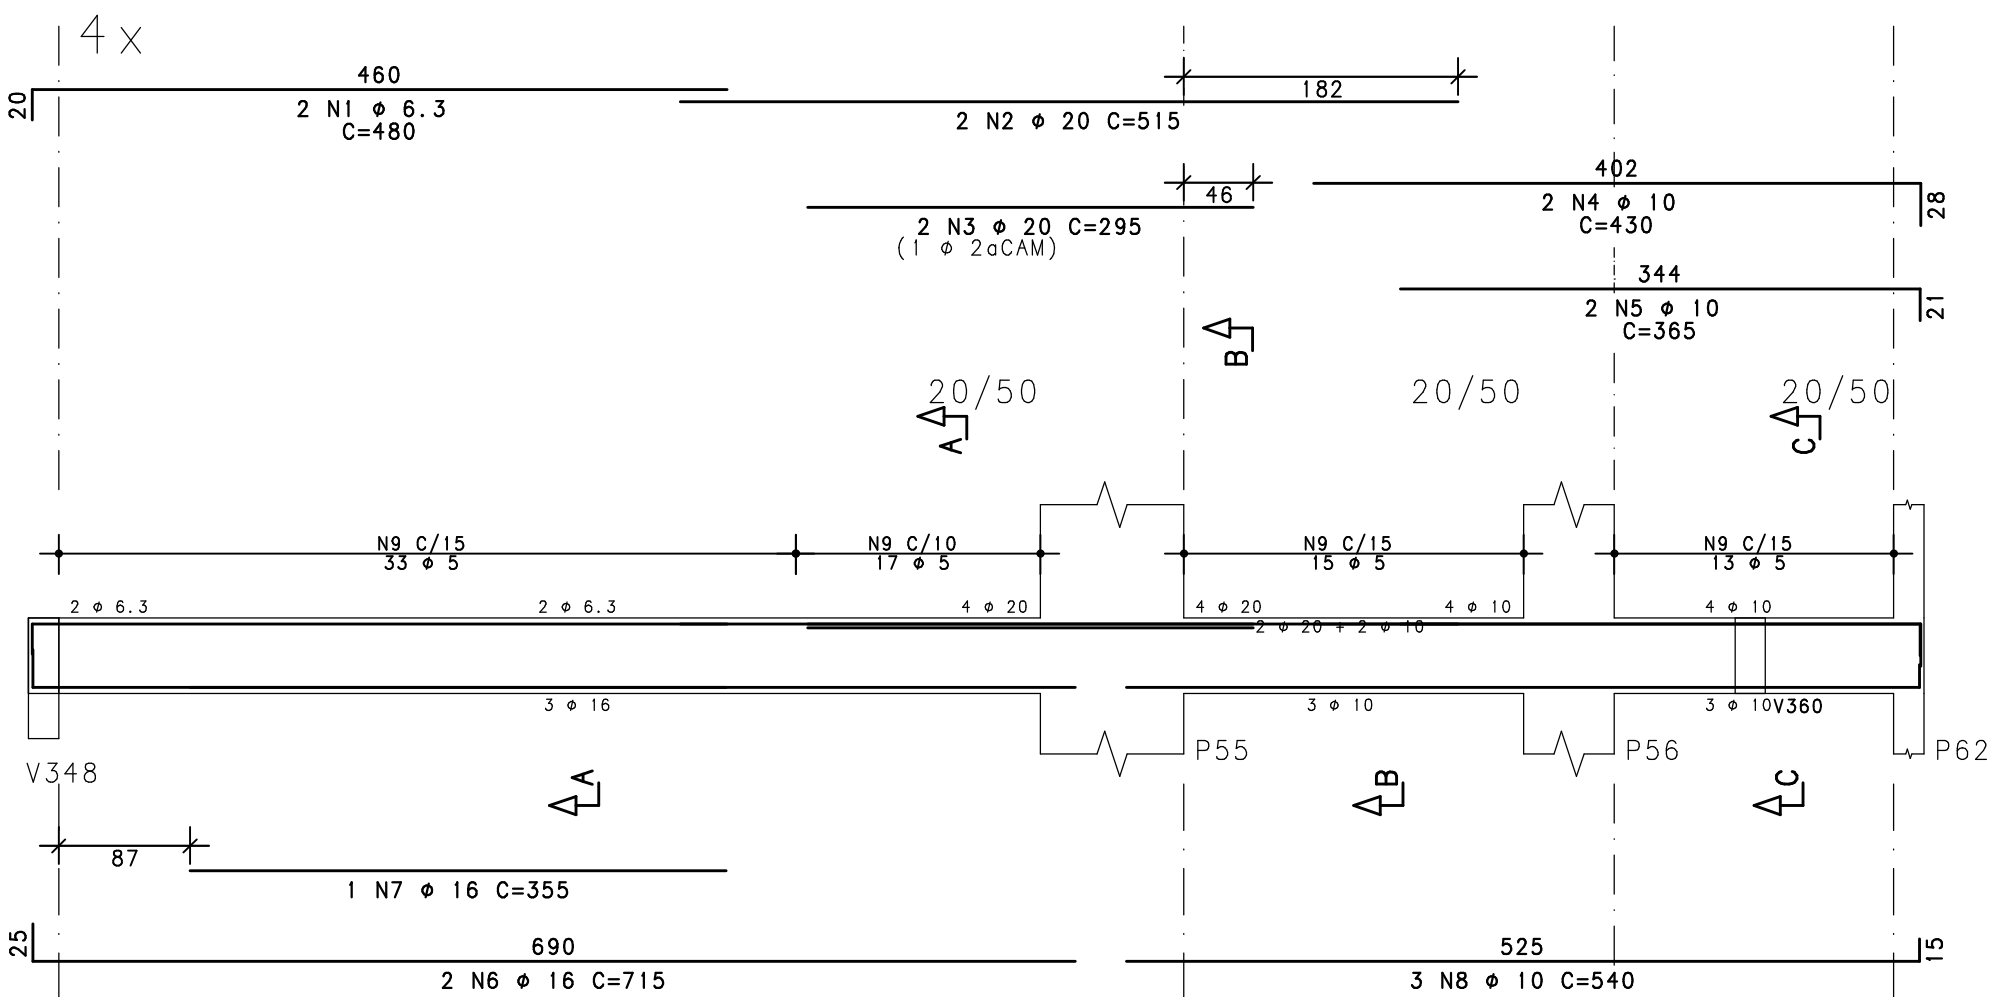 4 x
460
20
2 N1 ø 6.3
C=480
182
2 N2 ø 20 C=515
402
46
28
2 N4 ø 10
C=430
2 N3 ø 20 C=295
(1 ø 2aCAM)
344
21
2 N5 ø 10
C=365
B
20/50
20/50
20/50
A
C
N9 C/15
33 ø 5
N9 C/10
17 ø 5
N9 C/15
15 ø 5
N9 C/15
13 ø 5
2 ø 6.3
2 ø 6.3
4 ø 20
4 ø 20
4 ø 10
4 ø 10
2 ø 20 + 2 ø 10
3 ø 16
3 ø 10
3 ø 10
V360
P55
P56
P62
V348
A
B
C
87
1 N7 ø 16 C=355
25
690
525
15
2 N6 ø 16 C=715
3 N8 ø 10 C=540